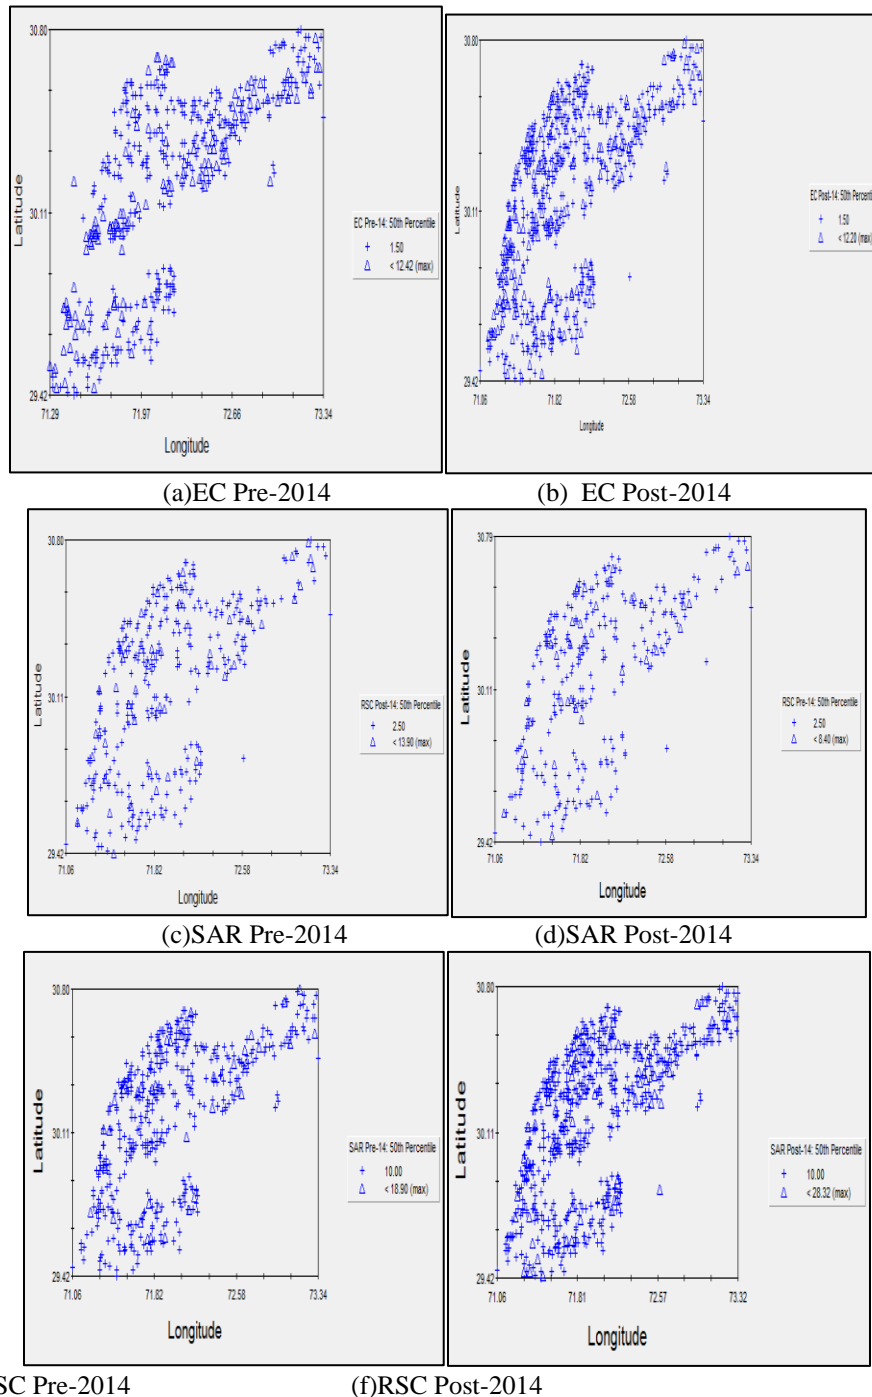 30.80
30.11
29.42
71.29 71.97 72.66 73.34
Latitude
Longitude
EC Pre-14: 50th Percentile
1.50
< 12.42 (max)
30.80
30.11
29.42
71.06 71.82 72.58 73.34
Latitude
Longitude
EC Post-14: 50th Percentile
1.50
< 12.20 (max)
(a)EC Pre-2014 (b) EC Post-2014
30.80
30.11
29.42
71.06 71.82 72.58 73.34
Latitude
Longitude
RSC Post-14: 50th Percentile
2.50
< 13.90 (max)
30.79
30.11
29.42
71.06 71.82 72.58 73.34
Latitude
Longitude
RSC Pre-14: 50th Percentile
2.50
< 8.40 (max)
(c)SAR Pre-2014 (d)SAR Post-2014
30.80
30.11
29.42
71.06 71.82 72.58 73.34
Latitude
Longitude
SAR Pre-14: 50th Percentile
10.00
< 18.90 (max)
30.80
30.11
29.42
71.06 71.81 72.57 73.32
Latitude
Longitude
SAR Post-14: 50th Percentile
10.00
< 28.32 (max)
SC Pre-2014 (f)RSC Post-2014